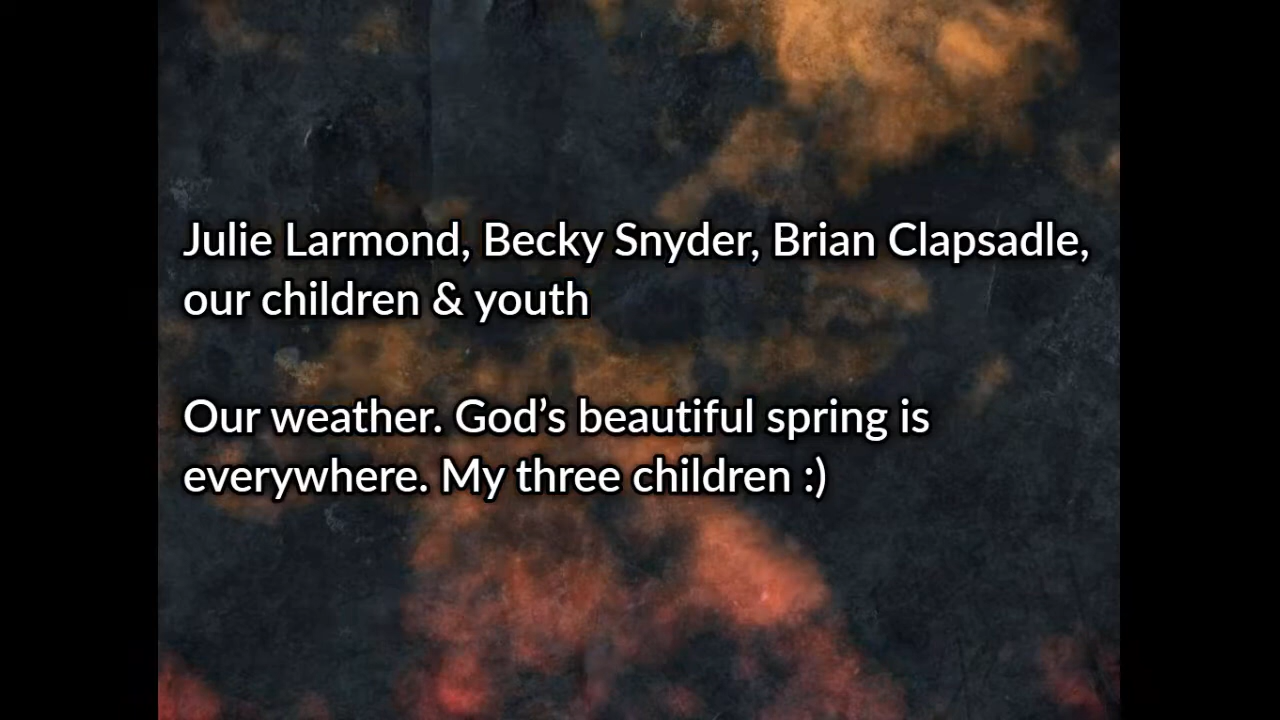 Julie Larmond, Becky Snyder, Brian Clapsadle,
our children & youth
Our weather. God’s beautiful spring is
everywhere. My three children :)